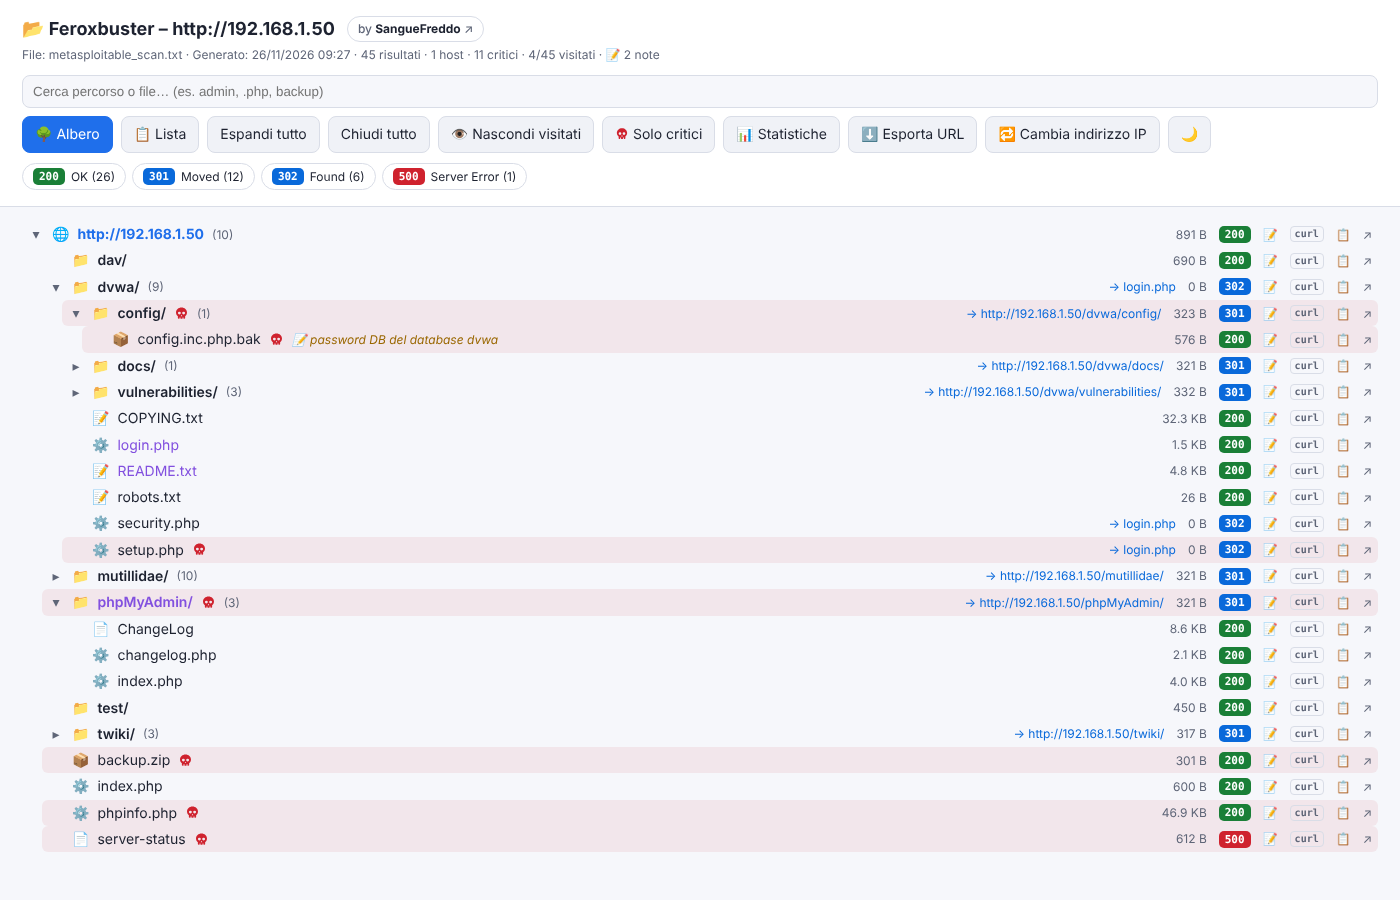 📂 Feroxbuster – http://192.168.1.50 by SangueFreddo ↗
File: metasploitable_scan.txt · Generato: 26/11/2026 09:27 · 45 risultati · 1 host · 11 critici · 4/45 visitati · 📝 2 note
Cerca percorso o file… (es. admin, .php, backup)
🌳 Albero 📋 Lista Espandi tutto Chiudi tutto 👁️ Nascondi visitati ☠ Solo critici 📊 Statistiche ⬇️ Esporta URL 🔁 Cambia indirizzo IP 🌙
200 OK (26) 301 Moved (12) 302 Found (6) 500 Server Error (1)
▼ 🌐 http://192.168.1.50 (10) 891 B 200 📝 curl 📋 ↗
📁 dav/ 690 B 200 📝 curl 📋 ↗
▼ 📁 dvwa/ (9) → login.php 0 B 302 📝 curl 📋 ↗
▼ 📁 config/ ☠ (1) → http://192.168.1.50/dvwa/config/ 323 B 301 📝 curl 📋 ↗
📦 config.inc.php.bak ☠ 📝 password DB del database dvwa 576 B 200 📝 curl 📋 ↗
► 📁 docs/ (1) → http://192.168.1.50/dvwa/docs/ 321 B 301 📝 curl 📋 ↗
► 📁 vulnerabilities/ (3) → http://192.168.1.50/dvwa/vulnerabilities/ 332 B 301 📝 curl 📋 ↗
📝 COPYING.txt 32.3 KB 200 📝 curl 📋 ↗
⚙️ login.php 1.5 KB 200 📝 curl 📋 ↗
📝 README.txt 4.8 KB 200 📝 curl 📋 ↗
📝 robots.txt 26 B 200 📝 curl 📋 ↗
⚙️ security.php → login.php 0 B 302 📝 curl 📋 ↗
⚙️ setup.php ☠ → login.php 0 B 302 📝 curl 📋 ↗
► 📁 mutillidae/ (10) → http://192.168.1.50/mutillidae/ 321 B 301 📝 curl 📋 ↗
▼ 📁 phpMyAdmin/ ☠ (3) → http://192.168.1.50/phpMyAdmin/ 321 B 301 📝 curl 📋 ↗
📄 ChangeLog 8.6 KB 200 📝 curl 📋 ↗
⚙️ changelog.php 2.1 KB 200 📝 curl 📋 ↗
⚙️ index.php 4.0 KB 200 📝 curl 📋 ↗
📁 test/ 450 B 200 📝 curl 📋 ↗
► 📁 twiki/ (3) → http://192.168.1.50/twiki/ 317 B 301 📝 curl 📋 ↗
📦 backup.zip ☠ 301 B 200 📝 curl 📋 ↗
⚙️ index.php 600 B 200 📝 curl 📋 ↗
⚙️ phpinfo.php ☠ 46.9 KB 200 📝 curl 📋 ↗
📄 server-status ☠ 612 B 500 📝 curl 📋 ↗